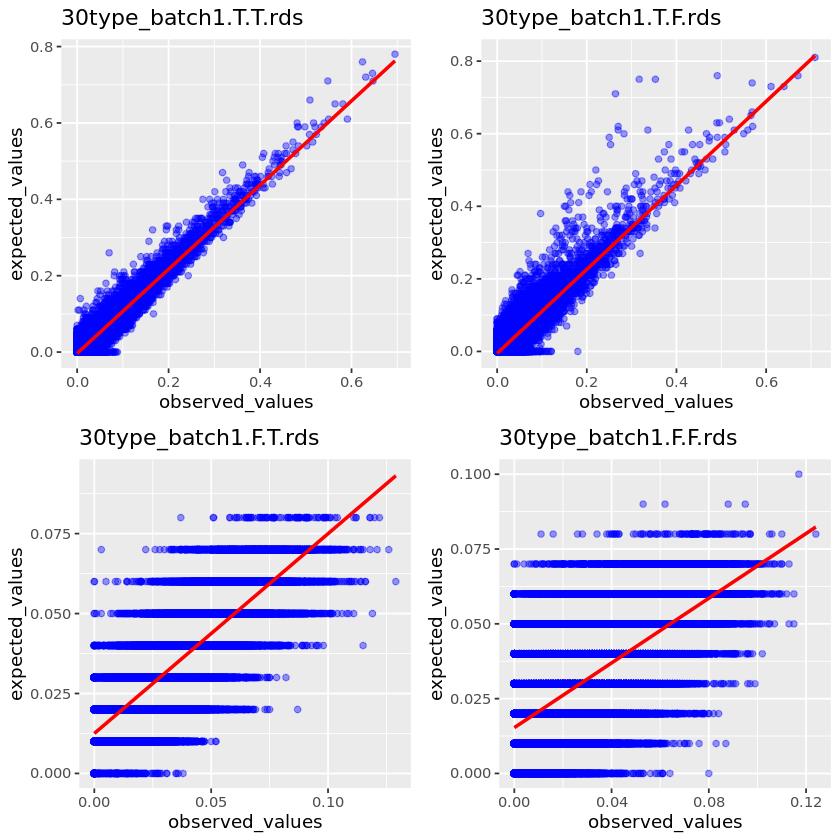 30type_batch1.T.T.rds
0.8
0.6
0.4
0.2
0.0
expected_values
0.0 0.2 0.4 0.6
observed_values
30type_batch1.T.F.rds
0.8
0.6
0.4
0.2
0.0
expected_values
0.0 0.2 0.4 0.6
observed_values
30type_batch1.F.T.rds
0.075
0.050
0.025
0.000
expected_values
0.00 0.05 0.10
observed_values
30type_batch1.F.F.rds
0.100
0.075
0.050
0.025
0.000
expected_values
0.00 0.04 0.08 0.12
observed_values